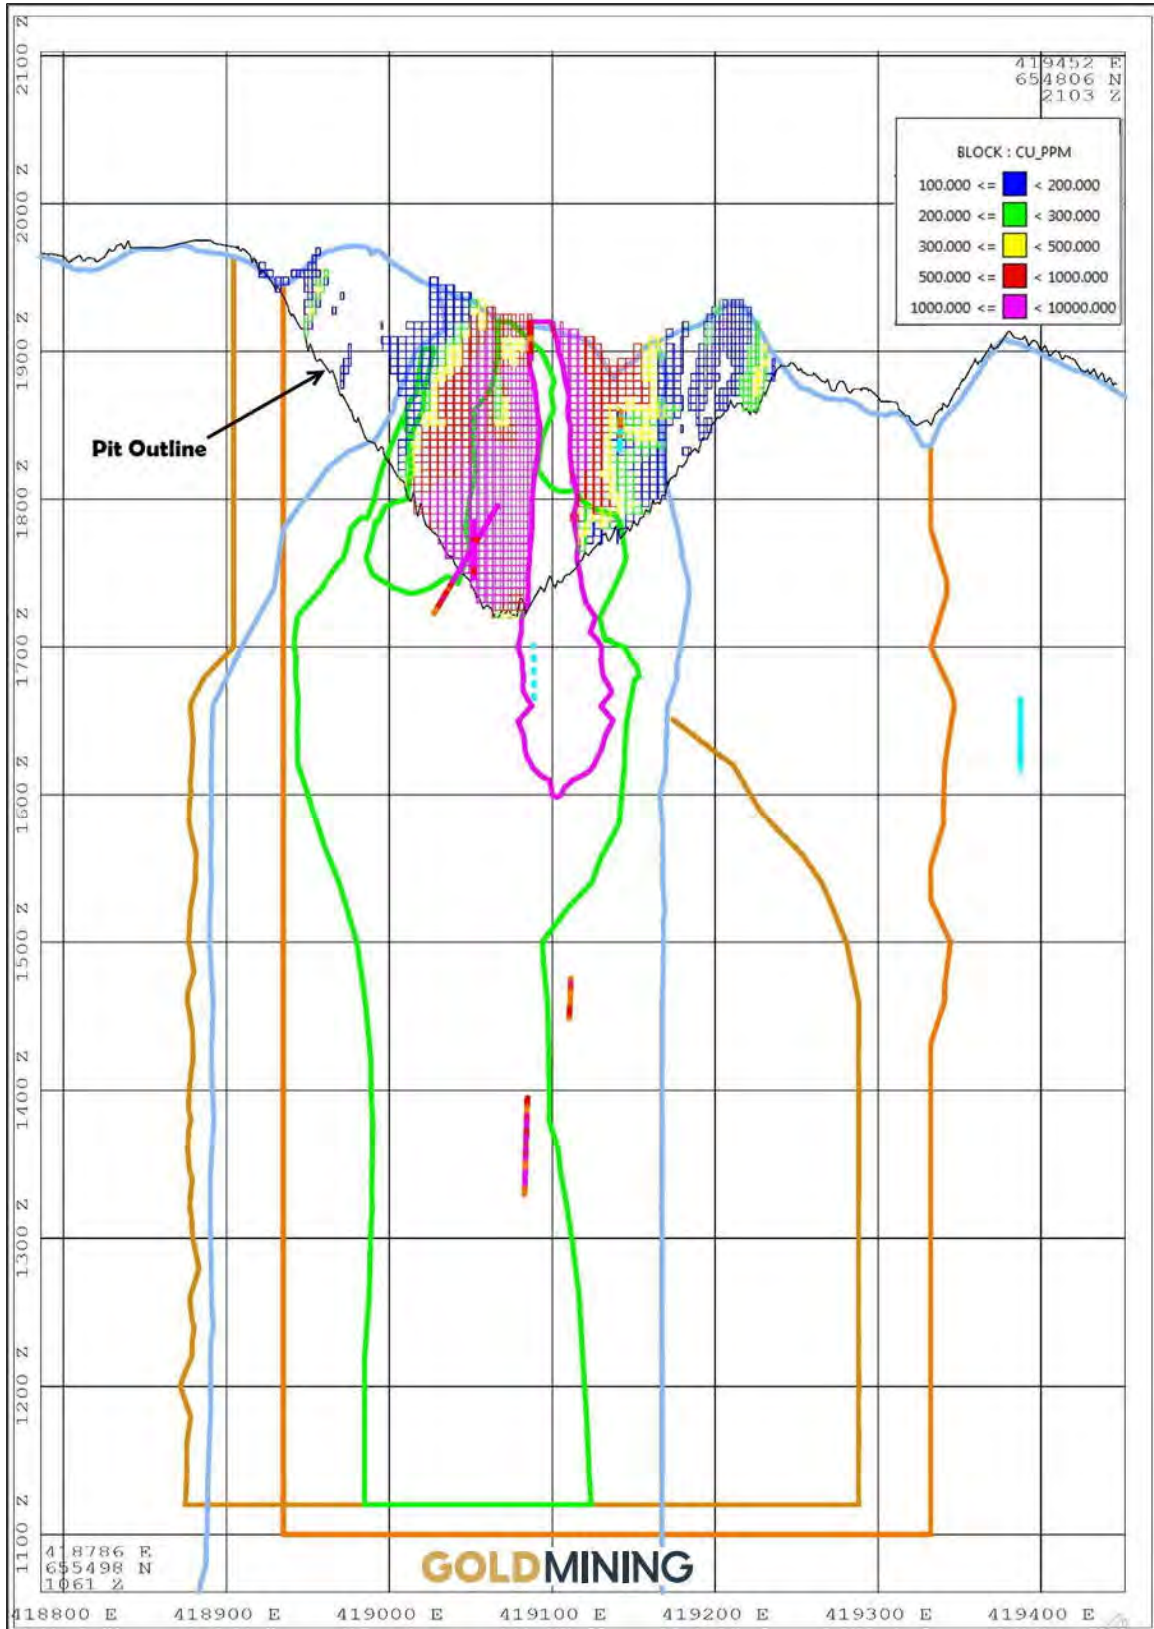 2100 Z
2000 Z
1900 Z
1800 Z
1700 Z
1600 Z
1500 Z
1400 Z
1300 Z
1200 Z
1100 Z
419452 E
654806 N
2103 Z
BLOCK : CU_PPM
100.000 <= < 200.000
200.000 <= < 300.000
300.000 <= < 500.000
500.000 <= < 1000.000
1000.000 <= < 10000.000
Pit Outline
418786 E
655498 N
1061 Z
GOLDMINING
418800 E 418900 E 419000 E 419100 E 419200 E 419300 E 419400 E